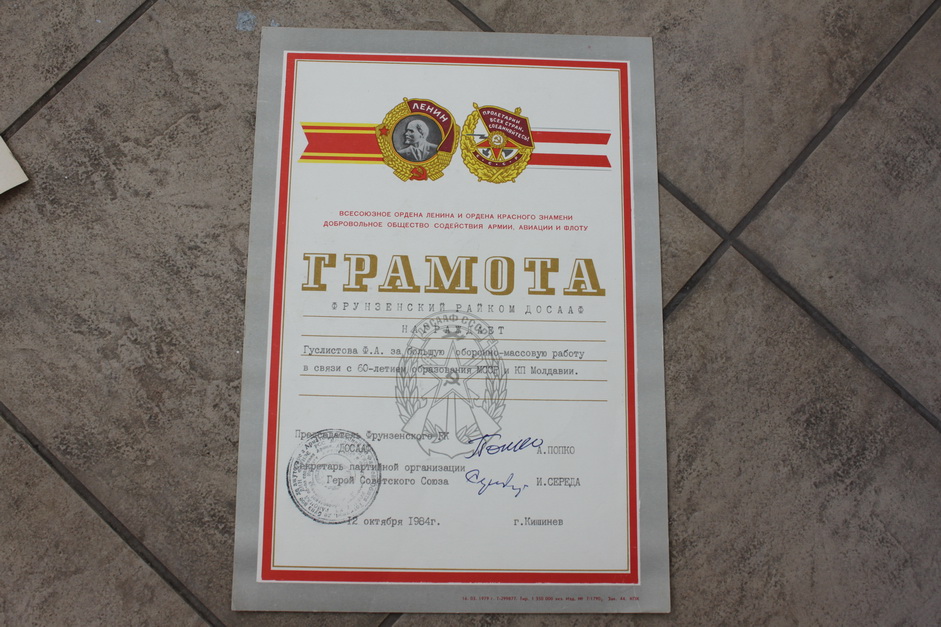 ЛЕНИН
ПРОЛЕТАРИИ
ВСЕХ СТРАН,
СОЕДИНЯЙТЕСЬ!
ВСЕСОЮЗНОЕ ОРДЕНА ЛЕНИНА И ОРДЕНА КРАСНОГО ЗНАМЕНИ
ДОБРОВОЛЬНОЕ ОБЩЕСТВО СОДЕЙСТВИЯ АРМИИ, АВИАЦИИ И ФЛОТУ
ГРАМОТА
ФРУНЗЕНСКИЙ РАЙКОМ ДОСААФ
НАГРАЖДАЕТ
ДОСААФ СССР
Гуслистова Ф.А. за большую оборонно-массовую работу
в связи с 60-летием образования МССР и КП Молдавии.
Председатель Фрунзенского РК
ДОСААФ А.ПОПКО
Секретарь партийной организации
Герой Советского Союза И.СЕРЕДА
12 октября 1984г. г.Кишинев